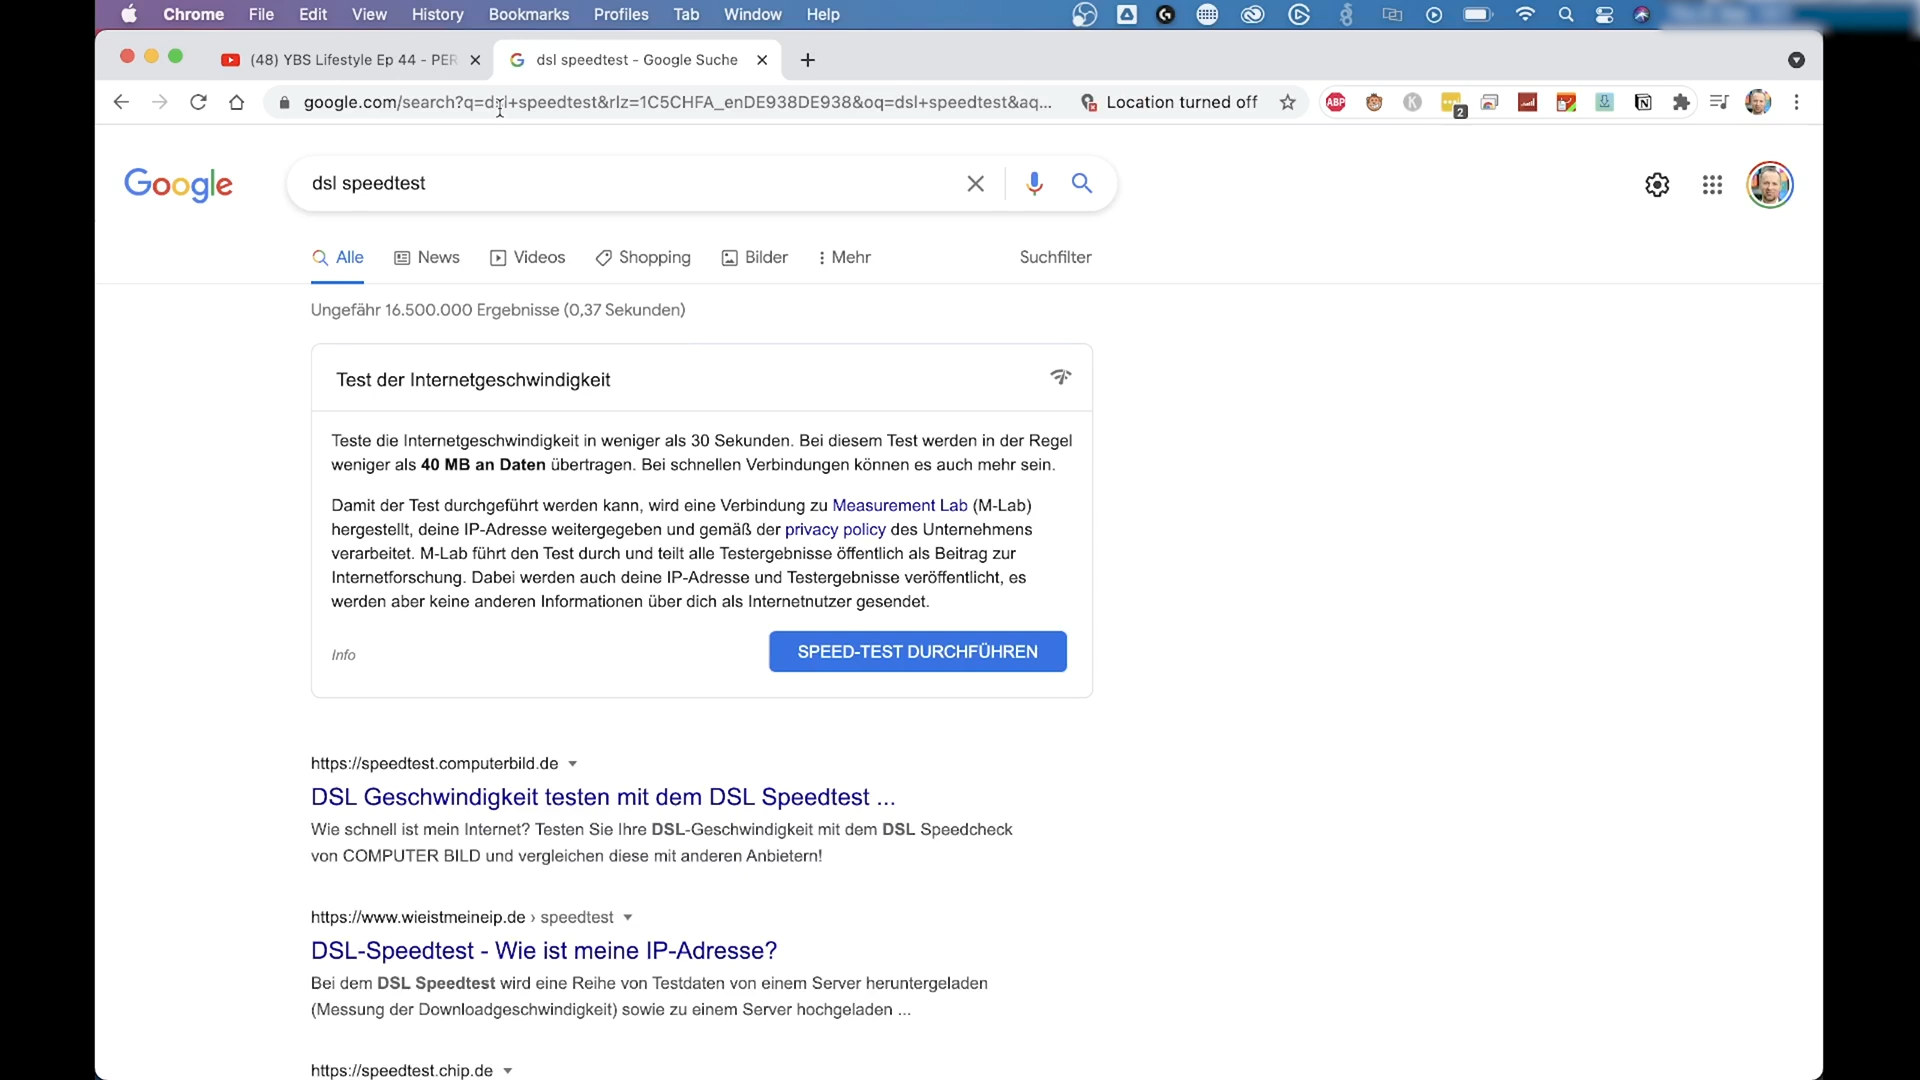 Chrome File Edit View History Bookmarks Profiles Tab Window Help
(48) YBS Lifestyle Ep 44 - PER
dsl speedtest - Google Suche
google.com/search?q=dsl+speedtest&rlz=1C5CHFA_enDE938DE938&oq=dsl+speedtest&aq...
Location turned off
ABP
K
2
Google
dsl speedtest
Alle News Videos Shopping Bilder Mehr Suchfilter
Ungefähr 16.500.000 Ergebnisse (0,37 Sekunden)
Test der Internetgeschwindigkeit
Teste die Internetgeschwindigkeit in weniger als 30 Sekunden. Bei diesem Test werden in der Regel
weniger als 40 MB an Daten übertragen. Bei schnellen Verbindungen können es auch mehr sein.
Damit der Test durchgeführt werden kann, wird eine Verbindung zu Measurement Lab (M-Lab)
hergestellt, deine IP-Adresse weitergegeben und gemäß der privacy policy des Unternehmens
verarbeitet. M-Lab führt den Test durch und teilt alle Testergebnisse öffentlich als Beitrag zur
Internetforschung. Dabei werden auch deine IP-Adresse und Testergebnisse veröffentlicht, es
werden aber keine anderen Informationen über dich als Internetnutzer gesendet.
Info
SPEED-TEST DURCHFÜHREN
https://speedtest.computerbild.de
DSL Geschwindigkeit testen mit dem DSL Speedtest ...
Wie schnell ist mein Internet? Testen Sie Ihre DSL-Geschwindigkeit mit dem DSL Speedcheck
von COMPUTER BILD und vergleichen diese mit anderen Anbietern!
https://www.wieistmeineip.de › speedtest
DSL-Speedtest - Wie ist meine IP-Adresse?
Bei dem DSL Speedtest wird eine Reihe von Testdaten von einem Server heruntergeladen
(Messung der Downloadgeschwindigkeit) sowie zu einem Server hochgeladen ...
https://speedtest.chip.de